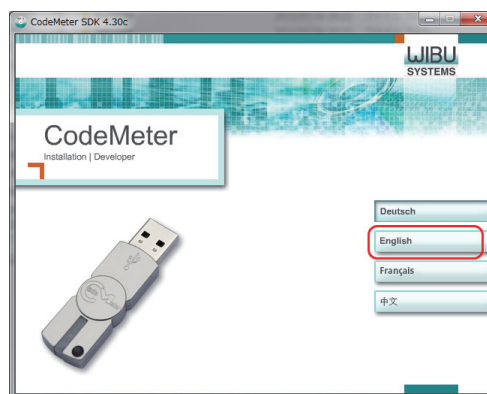 CodeMeter SDK 4.30c
WIBU
SYSTEMS
CodeMeter
Installation | Developer
Deutsch
English
Français
中文